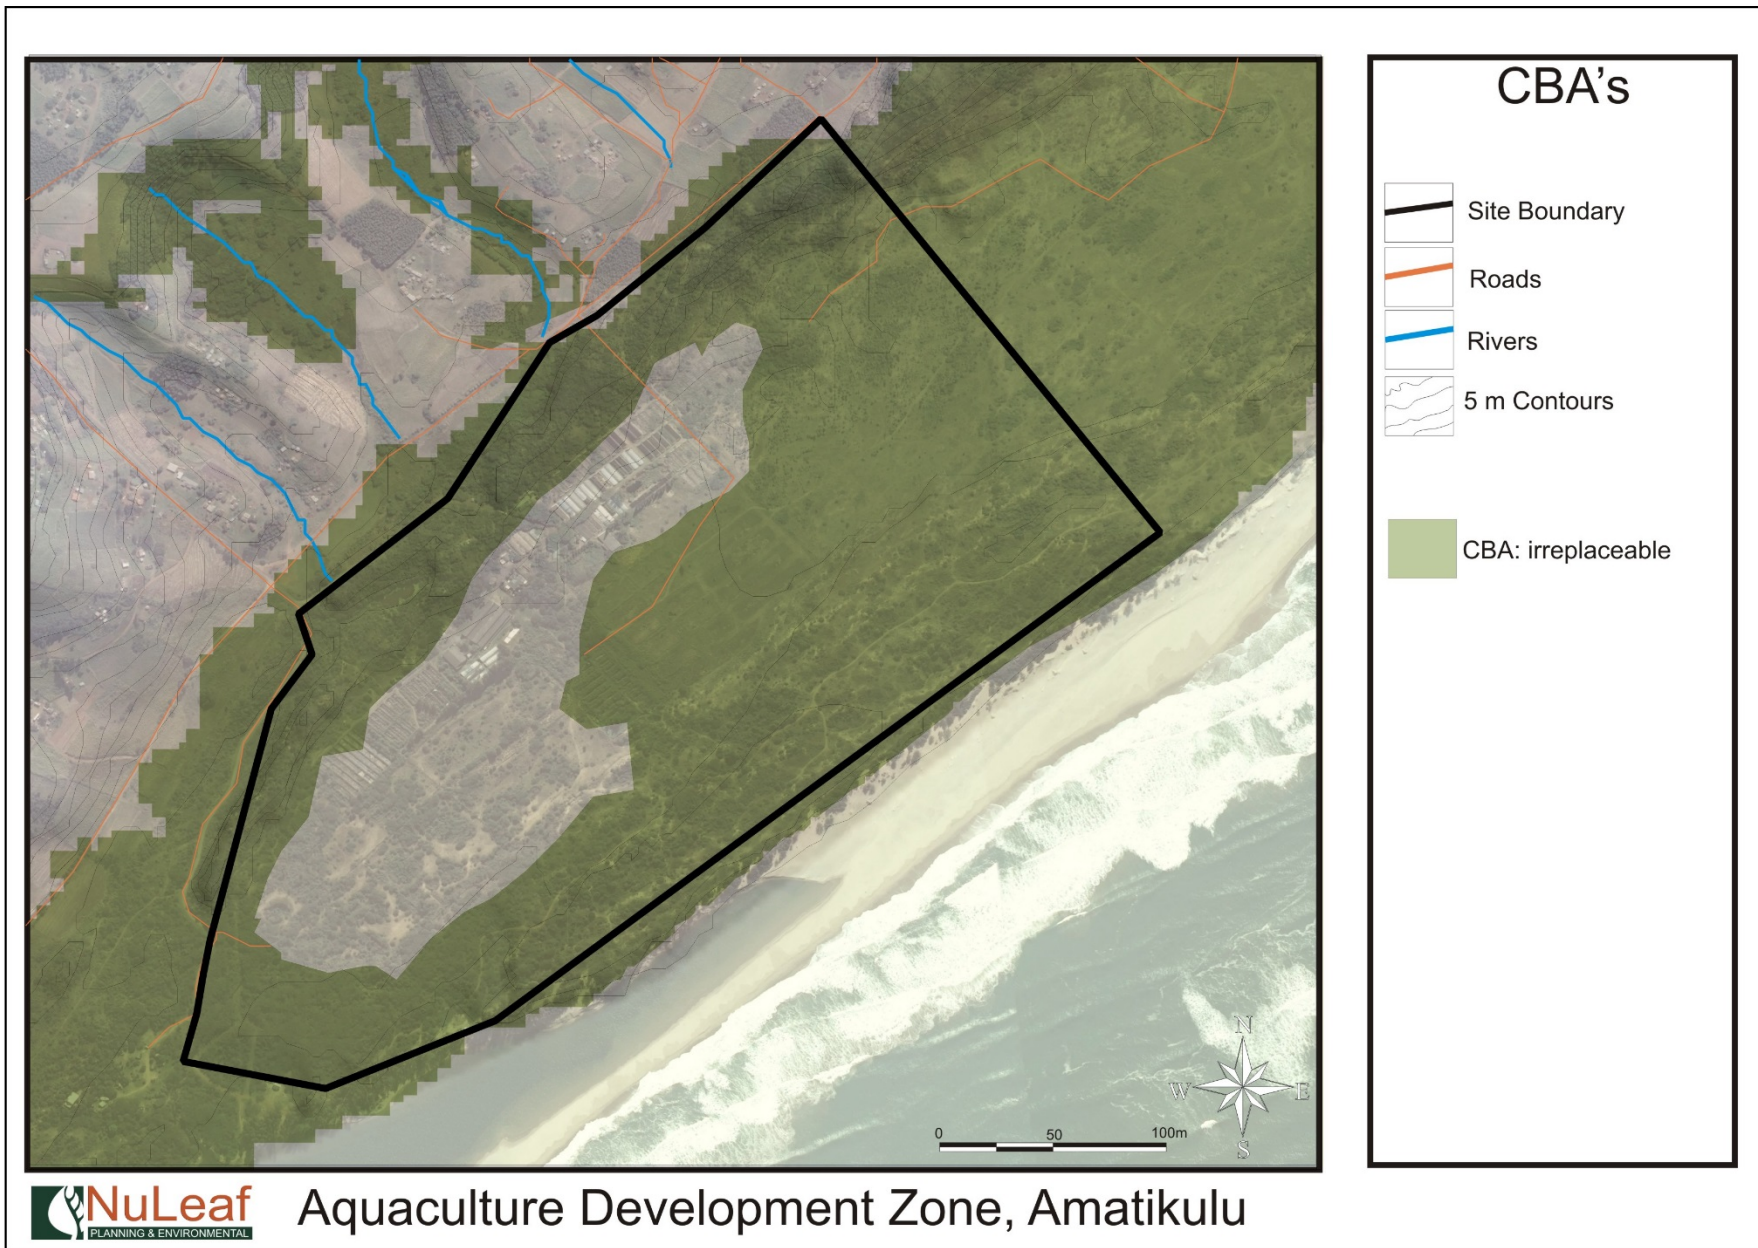 CBA's
Site Boundary
Roads
Rivers
5 m Contours
CBA: irreplaceable
N
W E
S
0 50 100m
NuLeaf
PLANNING & ENVIRONMENTAL
Aquaculture Development Zone, Amatikulu